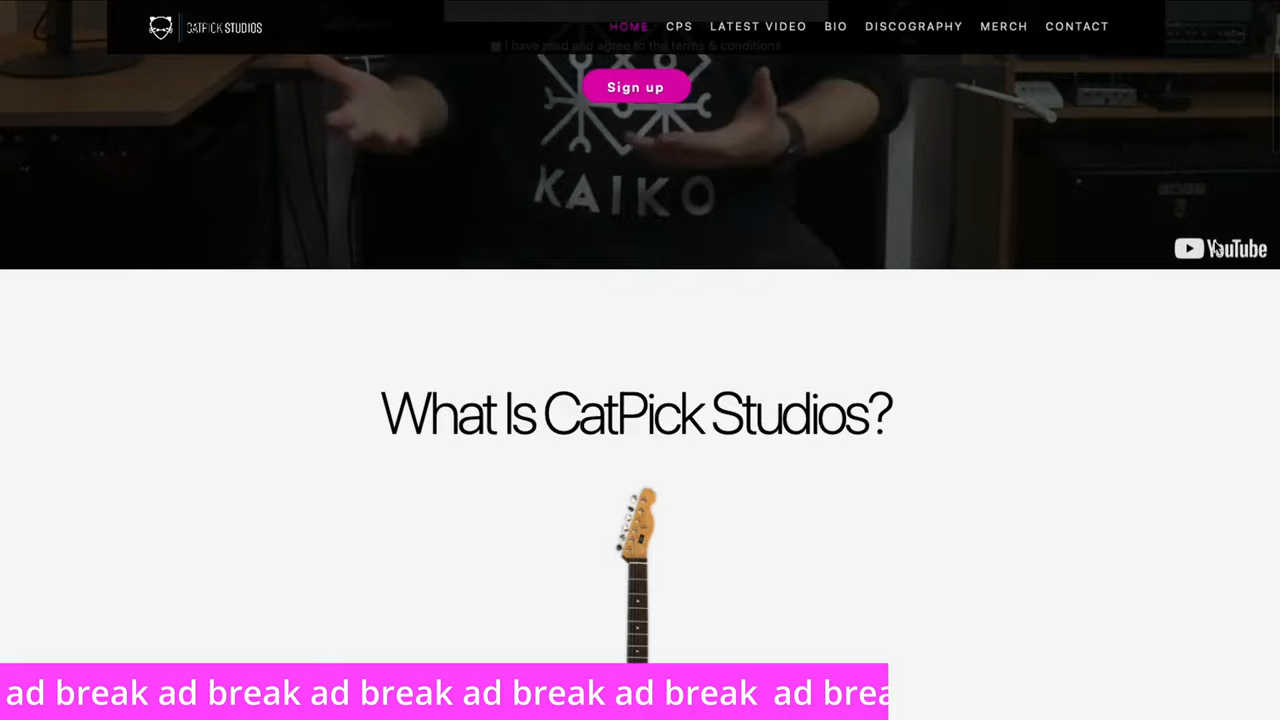 CATPICK STUDIOS
HOME CPS LATEST VIDEO BIO DISCOGRAPHY MERCH CONTACT
I have read and agree to the terms & conditions
Sign up
KAIKO
YouTube
What Is CatPick Studios?
ad break ad break ad break ad break ad break ad brea